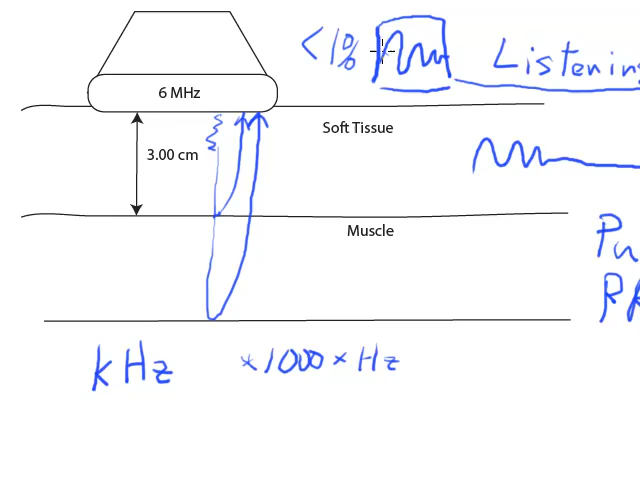 <1% Listening
6 MHz
Soft Tissue
3.00 cm
Muscle
kHz ×1000 × Hz